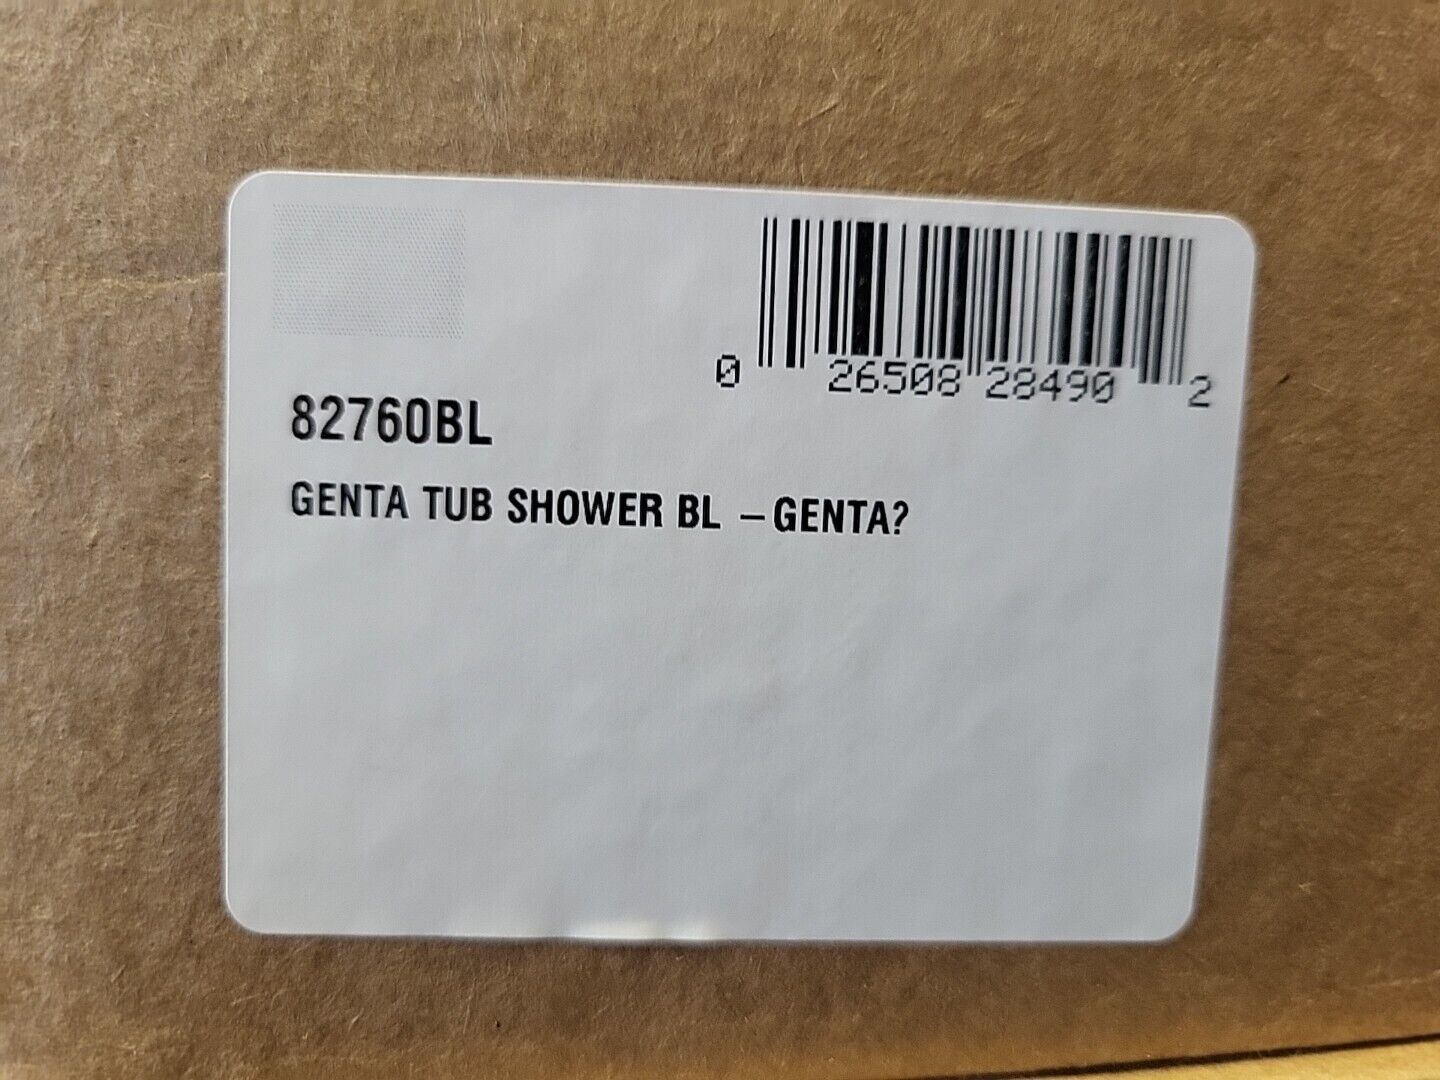 0 26508 28490 2
82760BL
GENTA TUB SHOWER BL –GENTA?